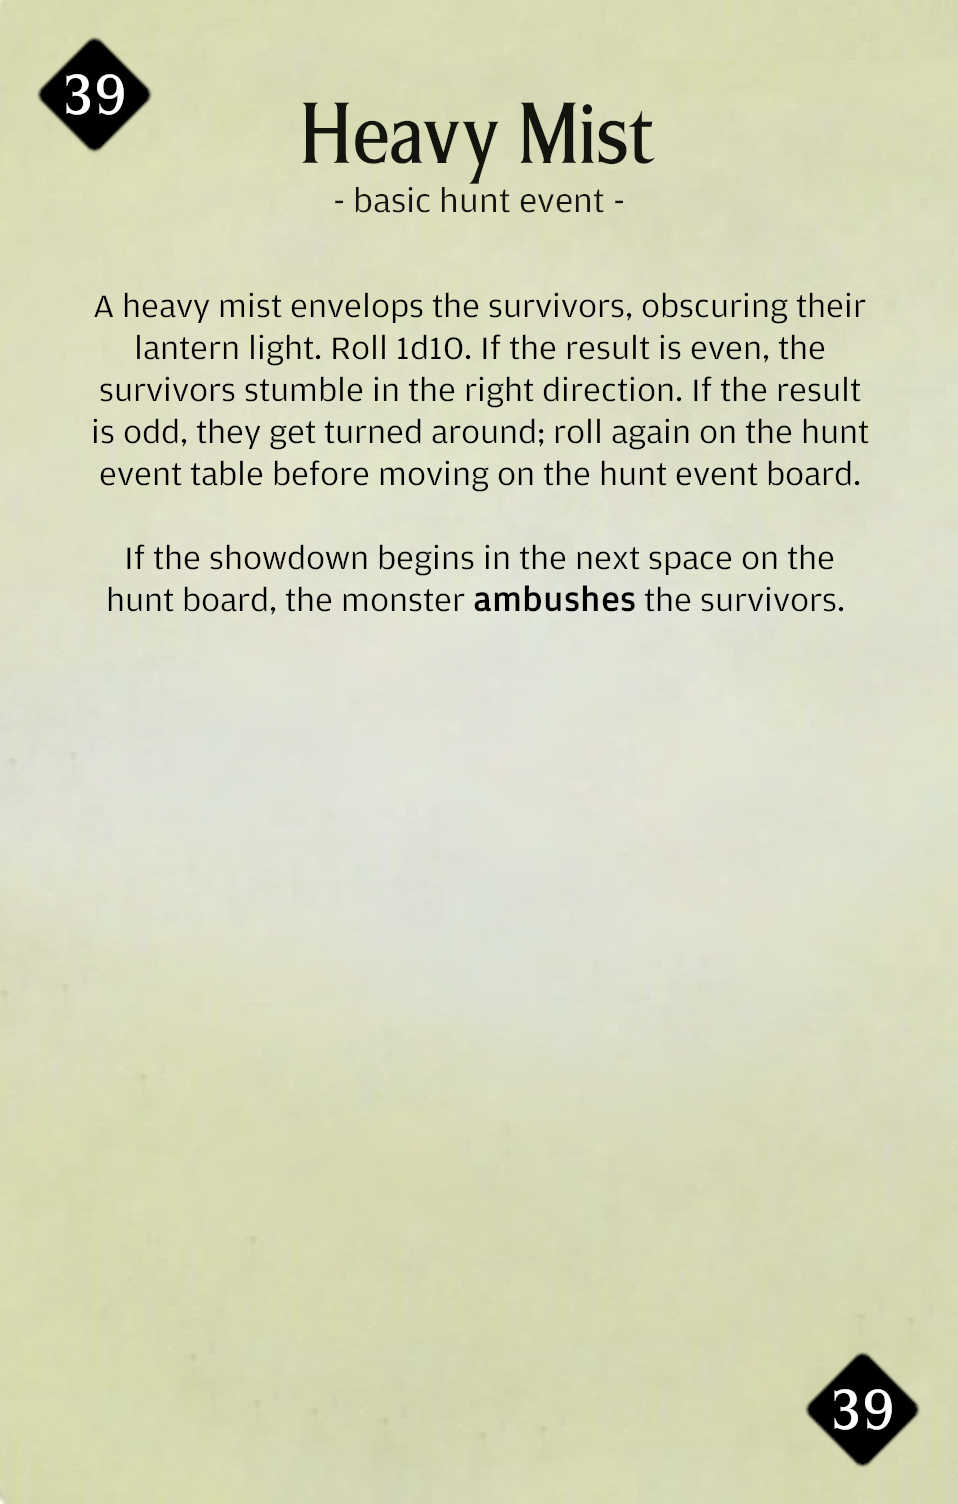 39
Heavy Mist
- basic hunt event -
A heavy mist envelops the survivors, obscuring their
lantern light. Roll 1d10. If the result is even, the
survivors stumble in the right direction. If the result
is odd, they get turned around; roll again on the hunt
event table before moving on the hunt event board.
If the showdown begins in the next space on the
hunt board, the monster ambushes the survivors.
39